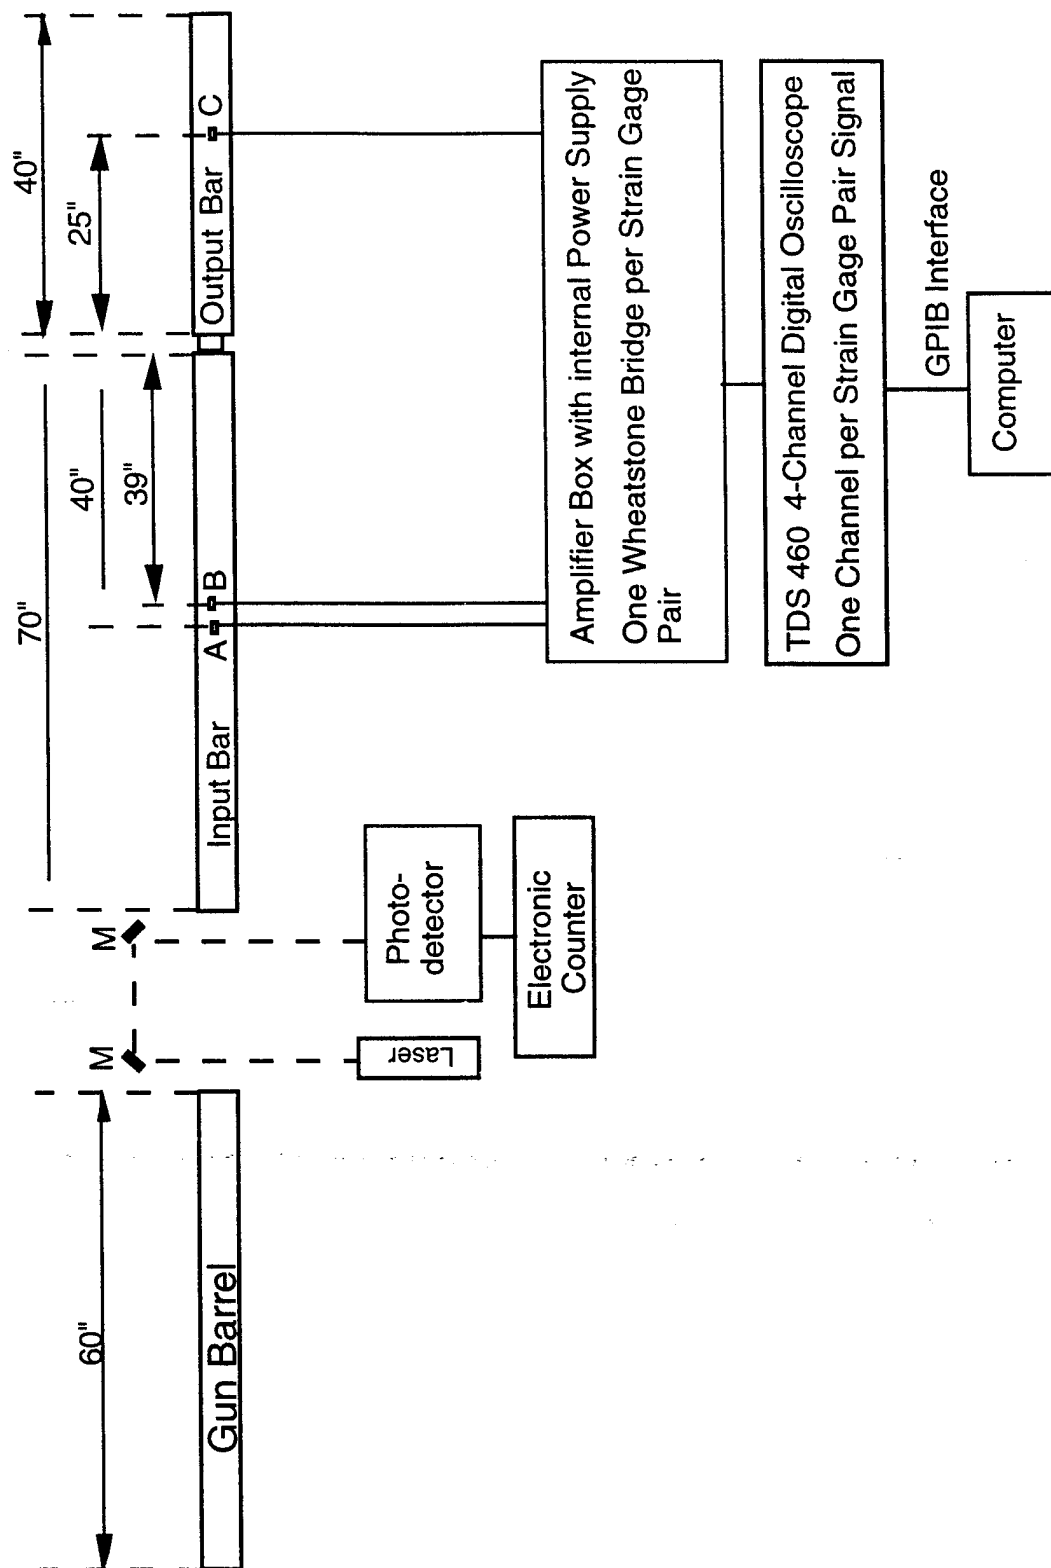 60"
70"
40"
40"
39"
25"
M
M
Gun Barrel
Input Bar
A
B
Output Bar
C
Laser
Photo-
detector
Electronic
Counter
Amplifier Box with internal Power Supply
One Wheatstone Bridge per Strain Gage
Pair
TDS 460 4-Channel Digital Oscilloscope
One Channel per Strain Gage Pair Signal
GPIB Interface
Computer